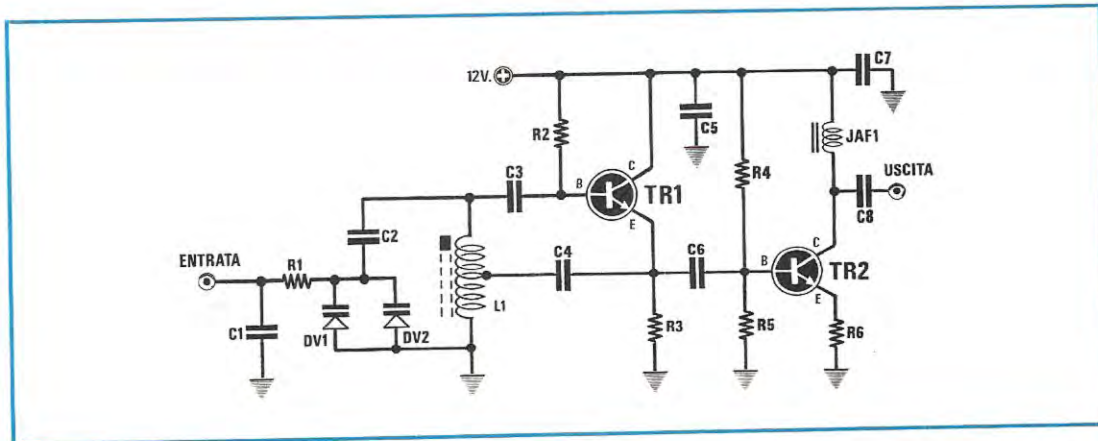 12V.
C7
R2
C5
JAF1
C3
C
R4
USCITA
B
TR1
C8
C2
E
ENTRATA
R1
C4
C6
C
B
TR2
L1
E
C1
DV1
DV2
R3
R5
R6